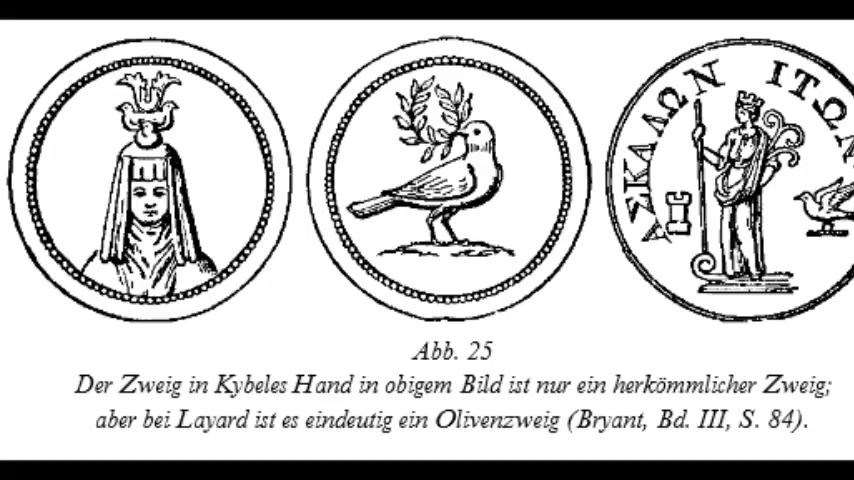 ΑΣΚΑΛΩΝ ΙΤΩΝ
Abb. 25
Der Zweig in Kybeles Hand in obigem Bild ist nur ein herkömmlicher Zweig;
aber bei Layard ist es eindeutig ein Olivenzweig (Bryant, Bd. III, S. 84).